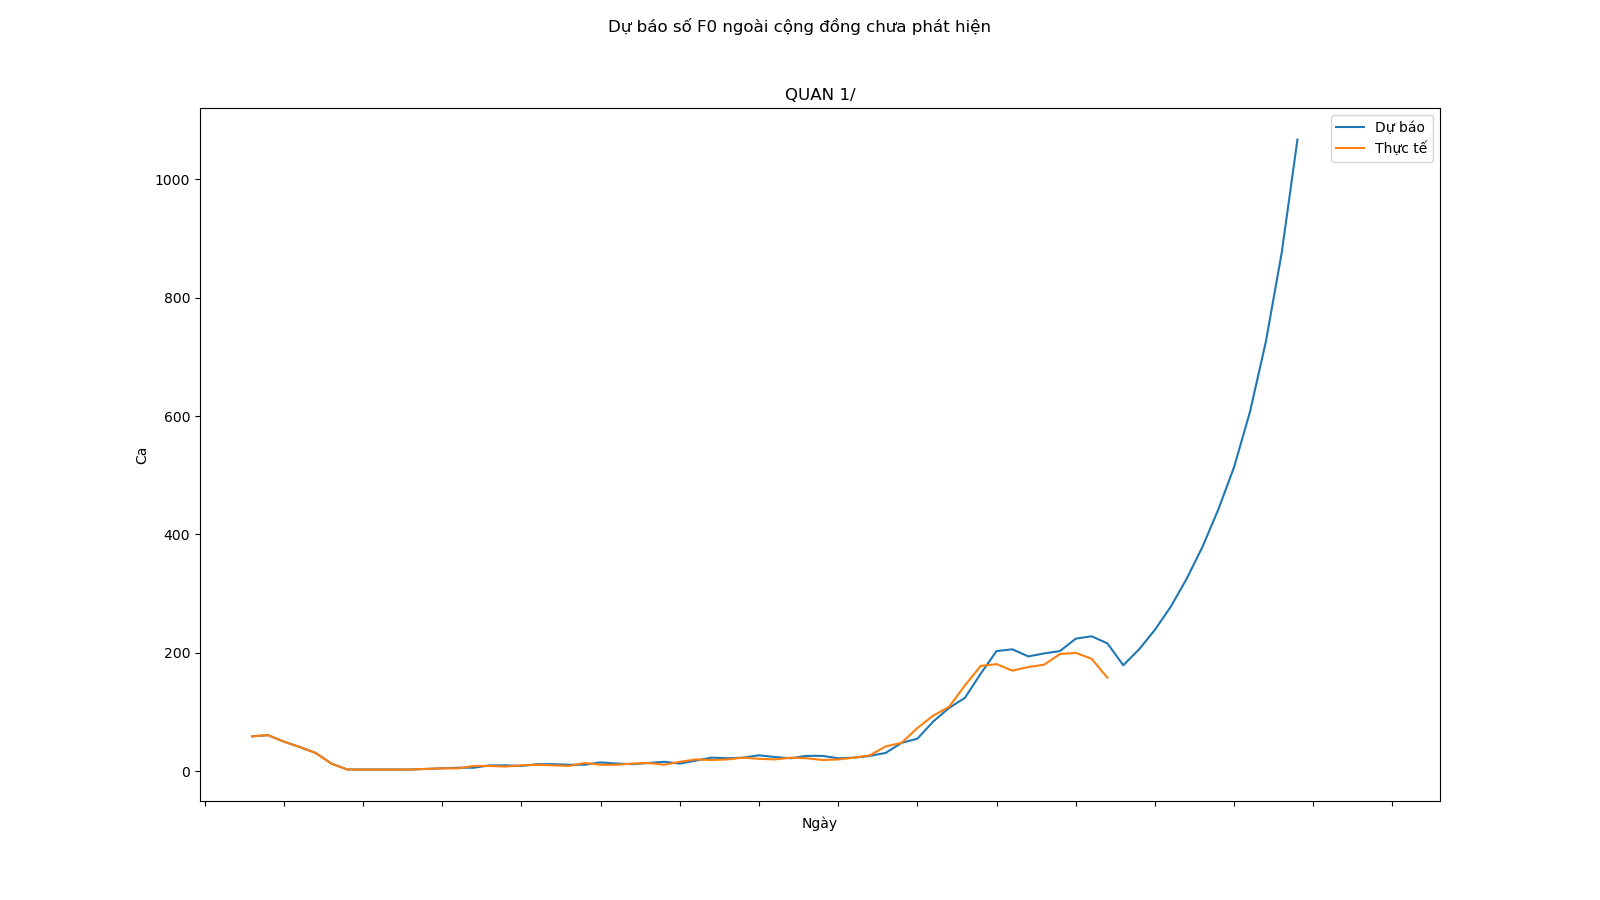 Dự báo số F0 ngoài cộng đồng chưa phát hiện
QUAN 1/
Dự báo
Thực tế
1000
800
600
400
200
0
Ca
Ngày